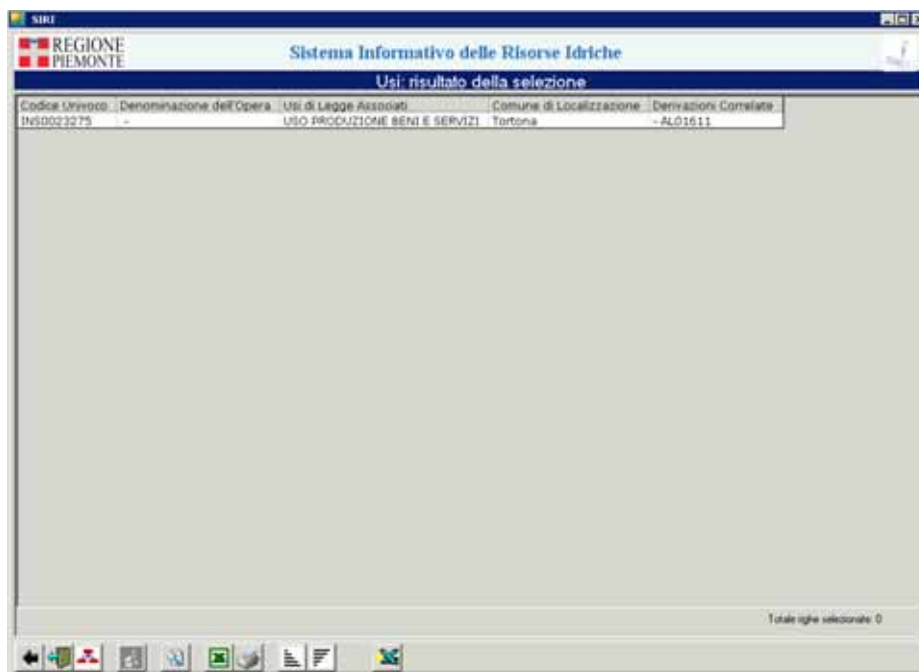 SIRI
REGIONE
PIEMONTE
Sistema Informativo delle Risorse Idriche
Usi: risultato della selezione
Codice Univoco Denominazione dell'Opera Usi di Legge Associati Comune di Localizzazione Derivazioni Correlate
INS0023275 - USO PRODUZIONE BENI E SERVIZI Tortona - AL01611
Totale righe selezionate: 0